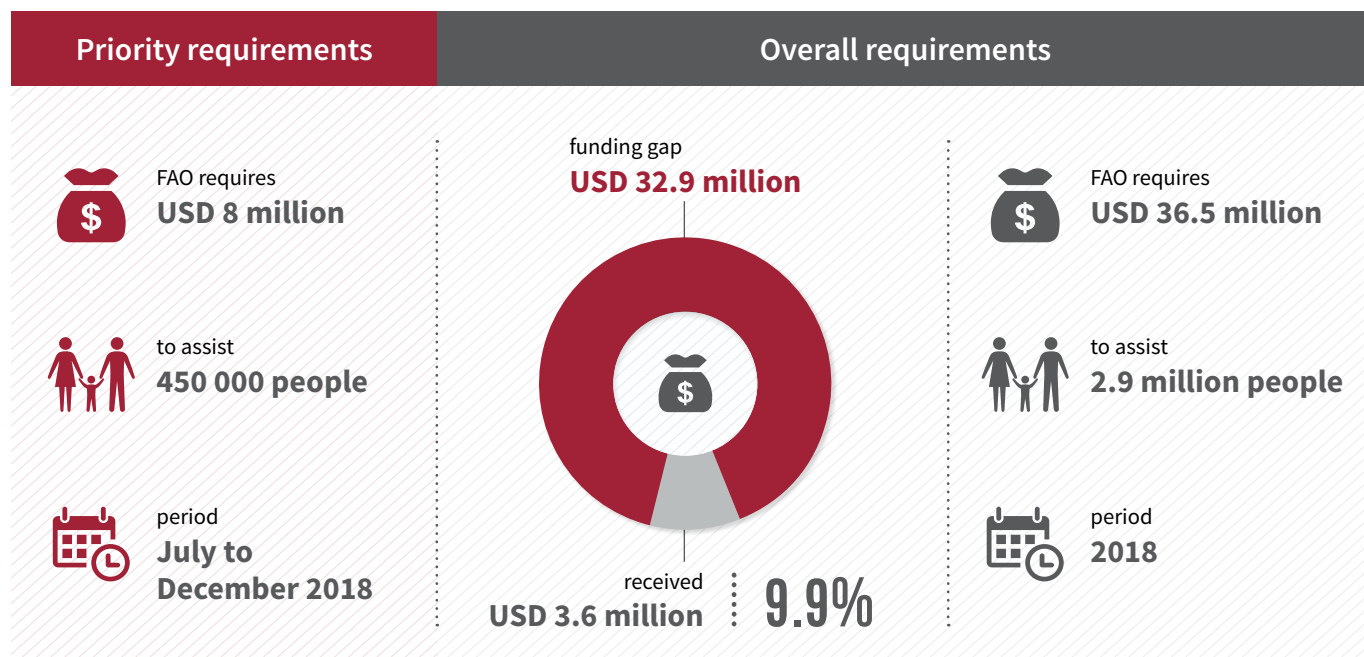 Priority requirements
Overall requirements
FAO requires
USD 8 million
to assist
450 000 people
period
July to
December 2018
funding gap
USD 32.9 million
$
$
$
received
USD 3.6 million
9.9%
FAO requires
USD 36.5 million
to assist
2.9 million people
period
2018